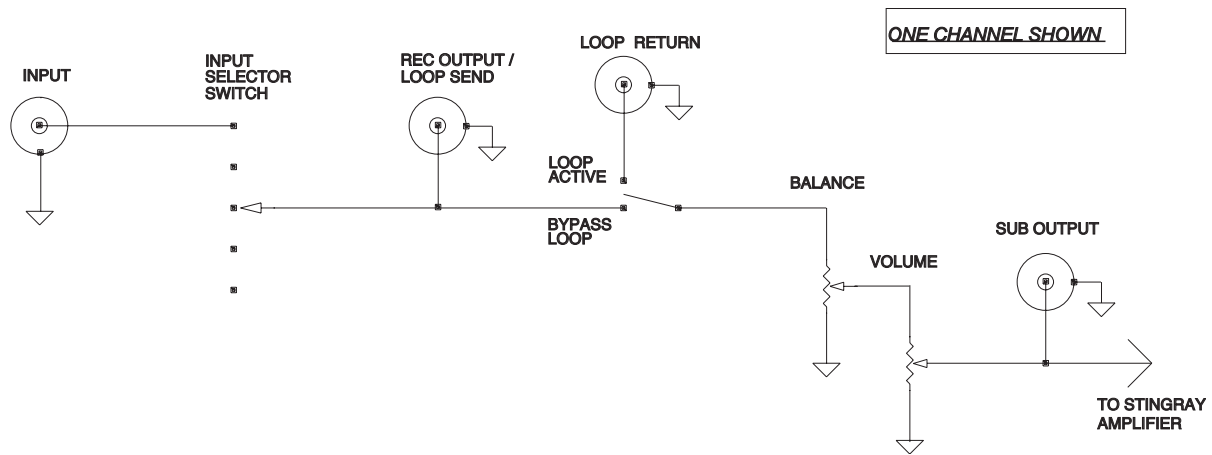 ONE CHANNEL SHOWN
INPUT
INPUT
SELECTOR
SWITCH
REC OUTPUT /
LOOP SEND
LOOP RETURN
LOOP
ACTIVE
BYPASS
LOOP
BALANCE
VOLUME
SUB OUTPUT
TO STINGRAY
AMPLIFIER